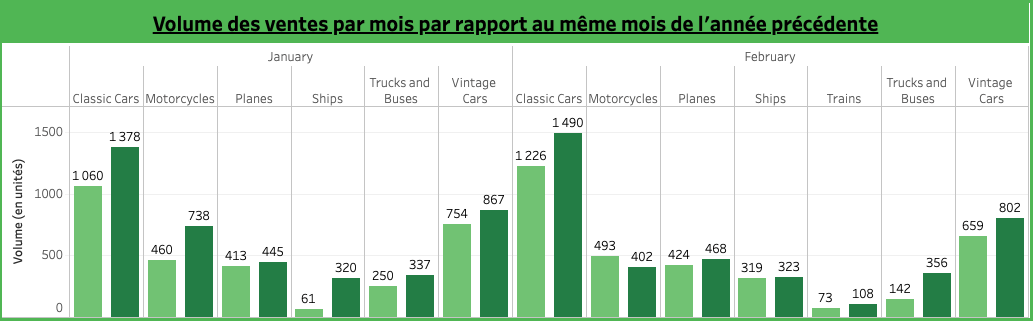 Volume des ventes par mois par rapport au même mois de l'année précédente
January
February
Classic Cars
Motorcycles
Planes
Ships
Trucks and
Buses
Vintage
Cars
Classic Cars
Motorcycles
Planes
Ships
Trains
Trucks and
Buses
Vintage
Cars
Volume (en unités)
1500
1000
500
0
1 060
1 378
460
738
413
445
61
320
250
337
754
867
1 226
1 490
493
402
424
468
319
323
73
108
142
356
659
802